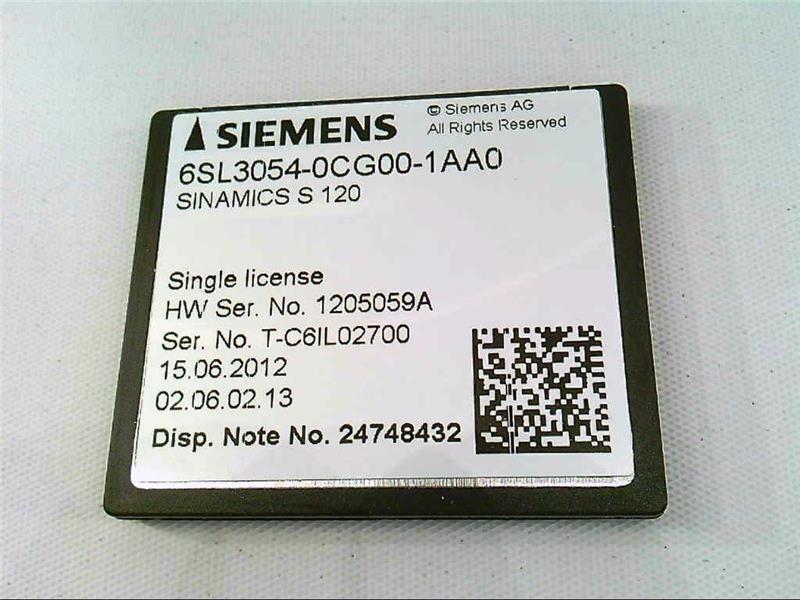 SIEMENS
© Siemens AG
All Rights Reserved
6SL3054-0CG00-1AA0
SINAMICS S 120
Single license
HW Ser. No. 1205059A
Ser. No. T-C6IL02700
15.06.2012
02.06.02.13
Disp. Note No. 24748432